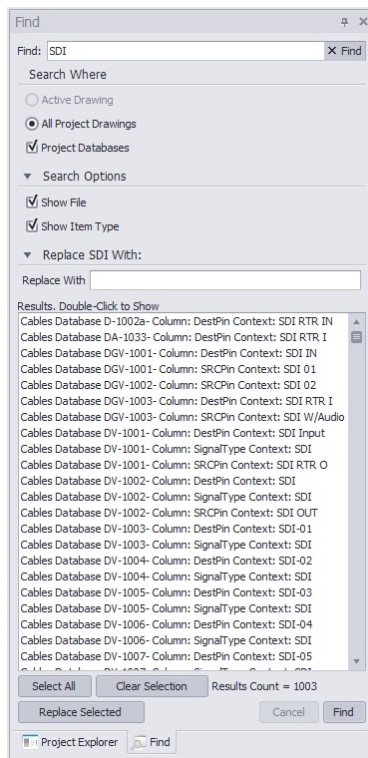 Find
Find: SDI × Find
Search Where
Active Drawing
All Project Drawings
Project Databases
Search Options
Show File
Show Item Type
Replace SDI With:
Replace With
Results. Double-Click to Show
Cables Database D-1002a- Column: DestPin Context: SDI RTR IN
Cables Database DA-1033- Column: DestPin Context: SDI RTR I
Cables Database DGV-1001- Column: DestPin Context: SDI IN
Cables Database DGV-1001- Column: SRCPin Context: SDI 01
Cables Database DGV-1002- Column: SRCPin Context: SDI 02
Cables Database DGV-1003- Column: DestPin Context: SDI RTR I
Cables Database DGV-1003- Column: SRCPin Context: SDI W/Audio
Cables Database DV-1001- Column: DestPin Context: SDI Input
Cables Database DV-1001- Column: SignalType Context: SDI
Cables Database DV-1001- Column: SRCPin Context: SDI RTR O
Cables Database DV-1002- Column: DestPin Context: SDI
Cables Database DV-1002- Column: SignalType Context: SDI
Cables Database DV-1002- Column: SRCPin Context: SDI OUT
Cables Database DV-1003- Column: DestPin Context: SDI-01
Cables Database DV-1003- Column: SignalType Context: SDI
Cables Database DV-1004- Column: DestPin Context: SDI-02
Cables Database DV-1004- Column: SignalType Context: SDI
Cables Database DV-1005- Column: DestPin Context: SDI-03
Cables Database DV-1005- Column: SignalType Context: SDI
Cables Database DV-1006- Column: DestPin Context: SDI-04
Cables Database DV-1006- Column: SignalType Context: SDI
Cables Database DV-1007- Column: DestPin Context: SDI-05
Select All Clear Selection Results Count = 1003
Replace Selected Cancel Find
Project Explorer Find